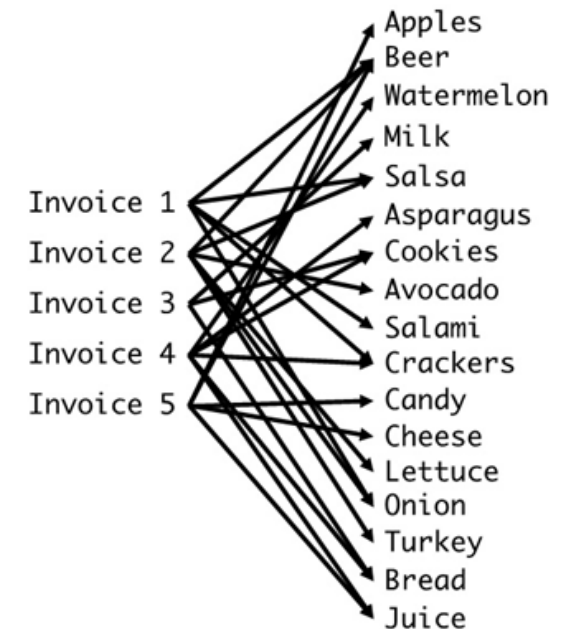 Invoice 1
Invoice 2
Invoice 3
Invoice 4
Invoice 5
Apples
Beer
Watermelon
Milk
Salsa
Asparagus
Cookies
Avocado
Salami
Crackers
Candy
Cheese
Lettuce
Onion
Turkey
Bread
Juice